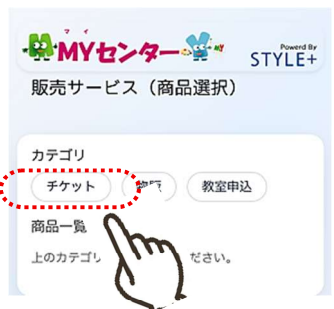 マイ
MYセンター
Powered By
STYLE+
販売サービス（商品選択）
カテゴリ
チケット
教室申込
商品一覧
上のカテゴリ ださい。